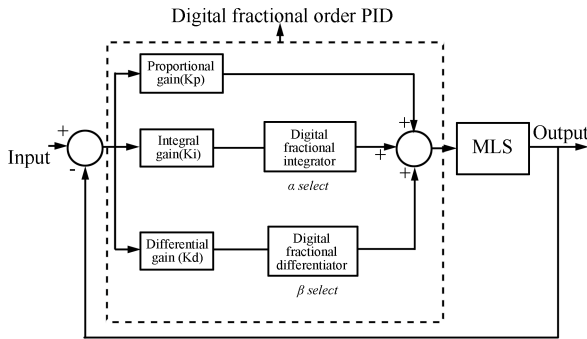 Digital fractional order PID
Proportional
gain(Kp)
+
+
Input
-
Integral
gain(Ki)
Digital
fractional
integrator
α select
+
+
MLS
Output
Differential
gain (Kd)
Digital
fractional
differentiator
β select